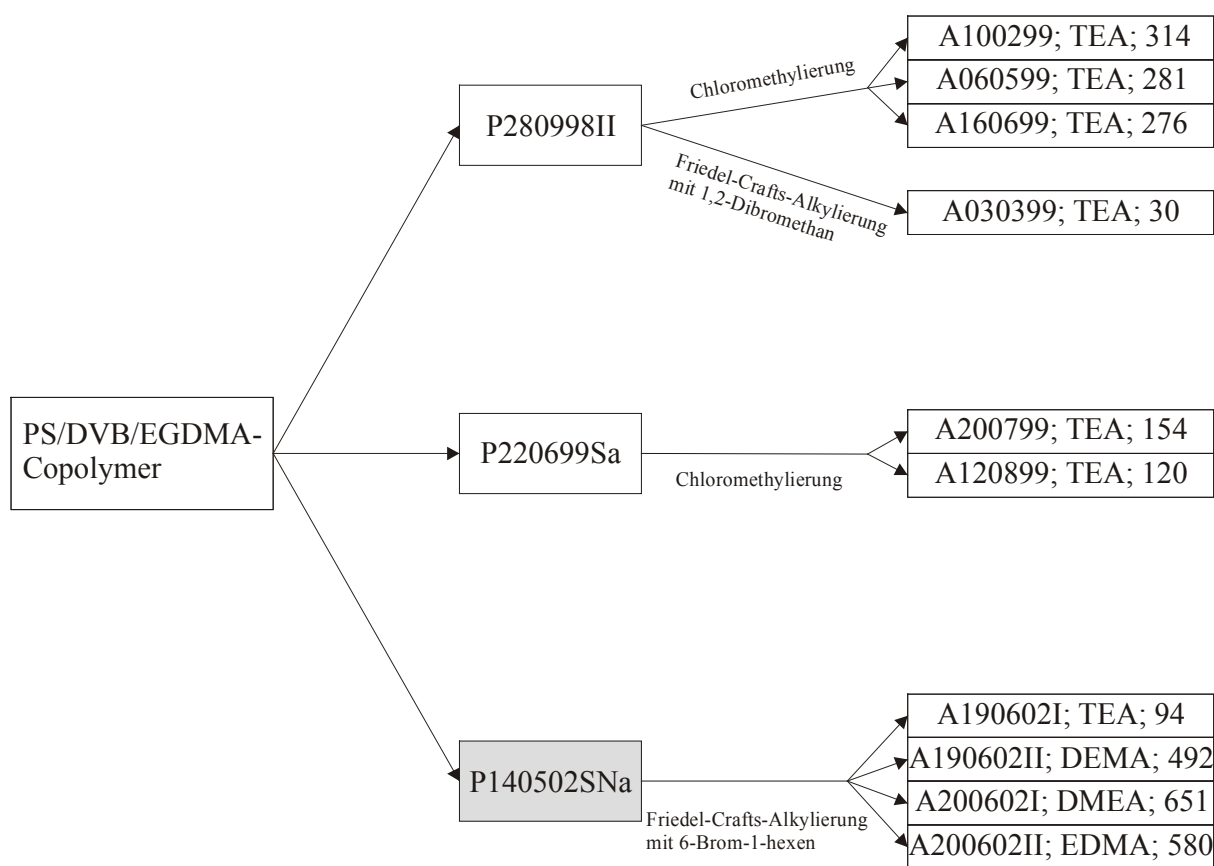 PS/DVB/EGDMA-
Copolymer
P280998II
Chloromethylierung
A100299; TEA; 314
A060599; TEA; 281
A160699; TEA; 276
Friedel-Crafts-Alkylierung
mit 1,2-Dibromethan
A030399; TEA; 30
P220699Sa
Chloromethylierung
A200799; TEA; 154
A120899; TEA; 120
P140502SNa
Friedel-Crafts-Alkylierung
mit 6-Brom-1-hexen
A190602I; TEA; 94
A190602II; DEMA; 492
A200602I; DMEA; 651
A200602II; EDMA; 580